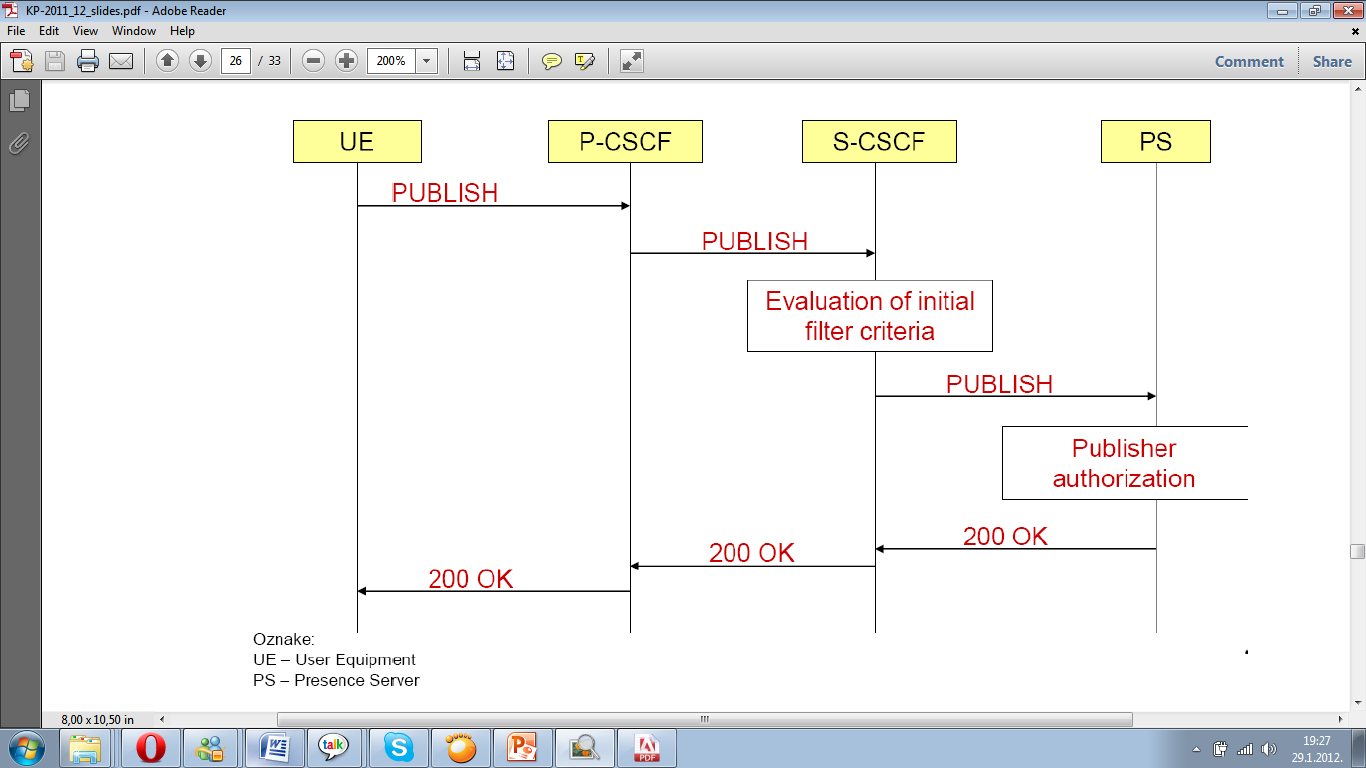 KP-2011_12_slides.pdf - Adobe Reader
File Edit View Window Help
26 / 33 200% Comment Share
UE P-CSCF S-CSCF PS
PUBLISH
PUBLISH
Evaluation of initial
filter criteria
PUBLISH
Publisher
authorization
200 OK
200 OK
200 OK
Oznake:
UE – User Equipment
PS – Presence Server
8,00 x 10,50 in
talk
PDF
19:27
29.1.2012.